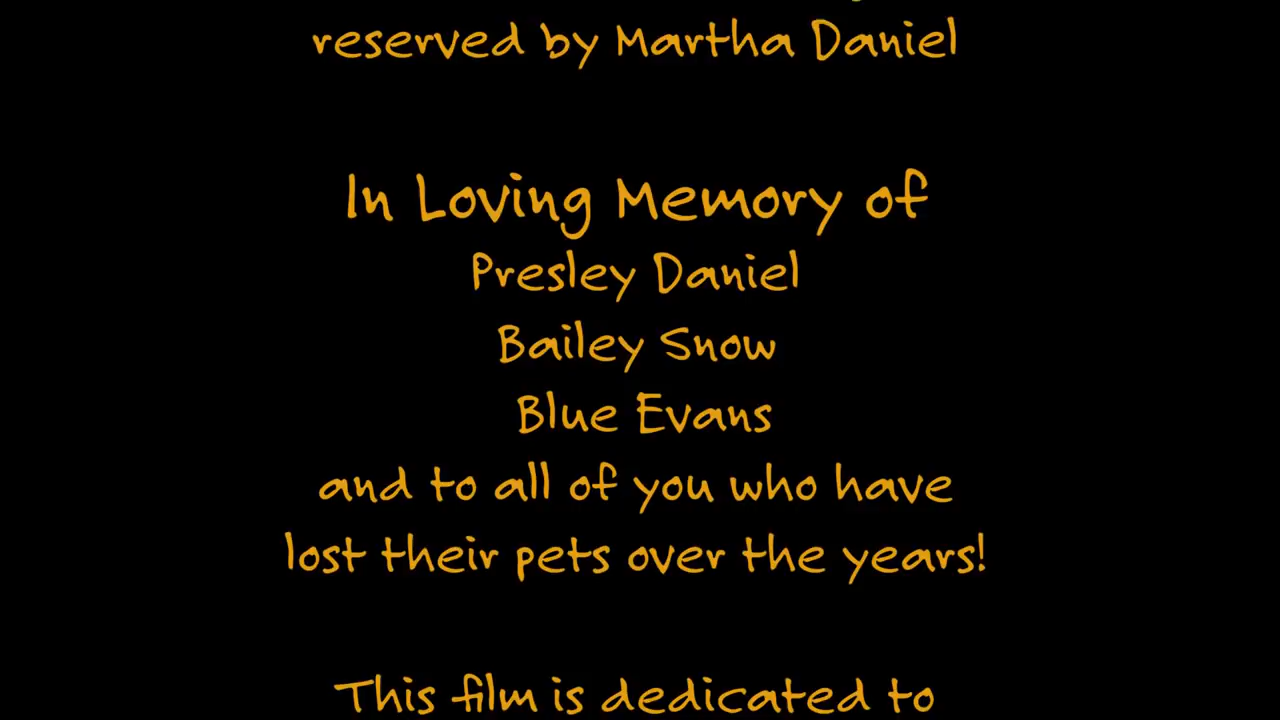 reserved by Martha Daniel
In Loving Memory of
Presley Daniel
Bailey Snow
Blue Evans
and to all of you who have
lost their pets over the years!
This film is dedicated to